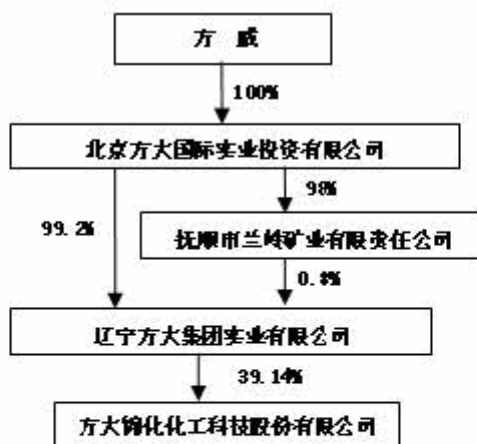 方 威
100%
北京方大国际实业投资有限公司
98%
99.2%
抚顺市兰岭矿业有限责任公司
0.8%
辽宁方大集团实业有限公司
39.14%
方大锦化化工科技股份有限公司